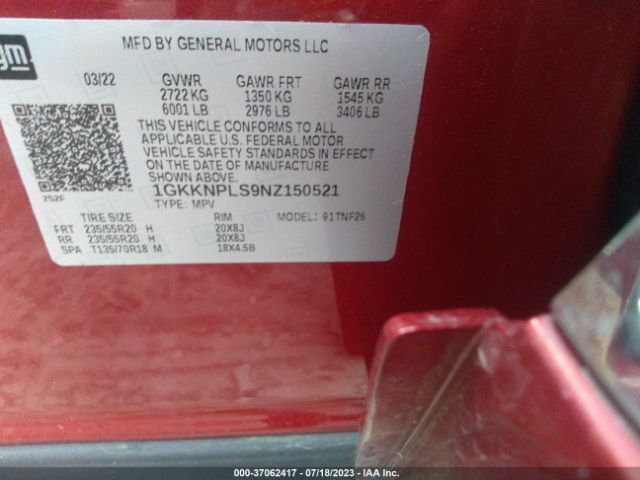 gm
MFD BY GENERAL MOTORS LLC
03/22 GVWR GAWR FRT GAWR RR
2722 KG 1350 KG 1545 KG
6001 LB 2976 LB 3406 LB
THIS VEHICLE CONFORMS TO ALL
APPLICABLE U.S. FEDERAL MOTOR
VEHICLE SAFETY STANDARDS IN EFFECT
ON THE DATE OF MANUFACTURE
SHOWN ABOVE.
1GKKNPLS9NZ150521
252F
TYPE: MPV
TIRE SIZE RIM MODEL: 91TNF26
FRT 235/55R20 H 20X8J
RR 235/55R20 H 20X8J
SPA T135/70R18 M 18X4.5B
000-37062417 - 07/18/2023 - IAA Inc.